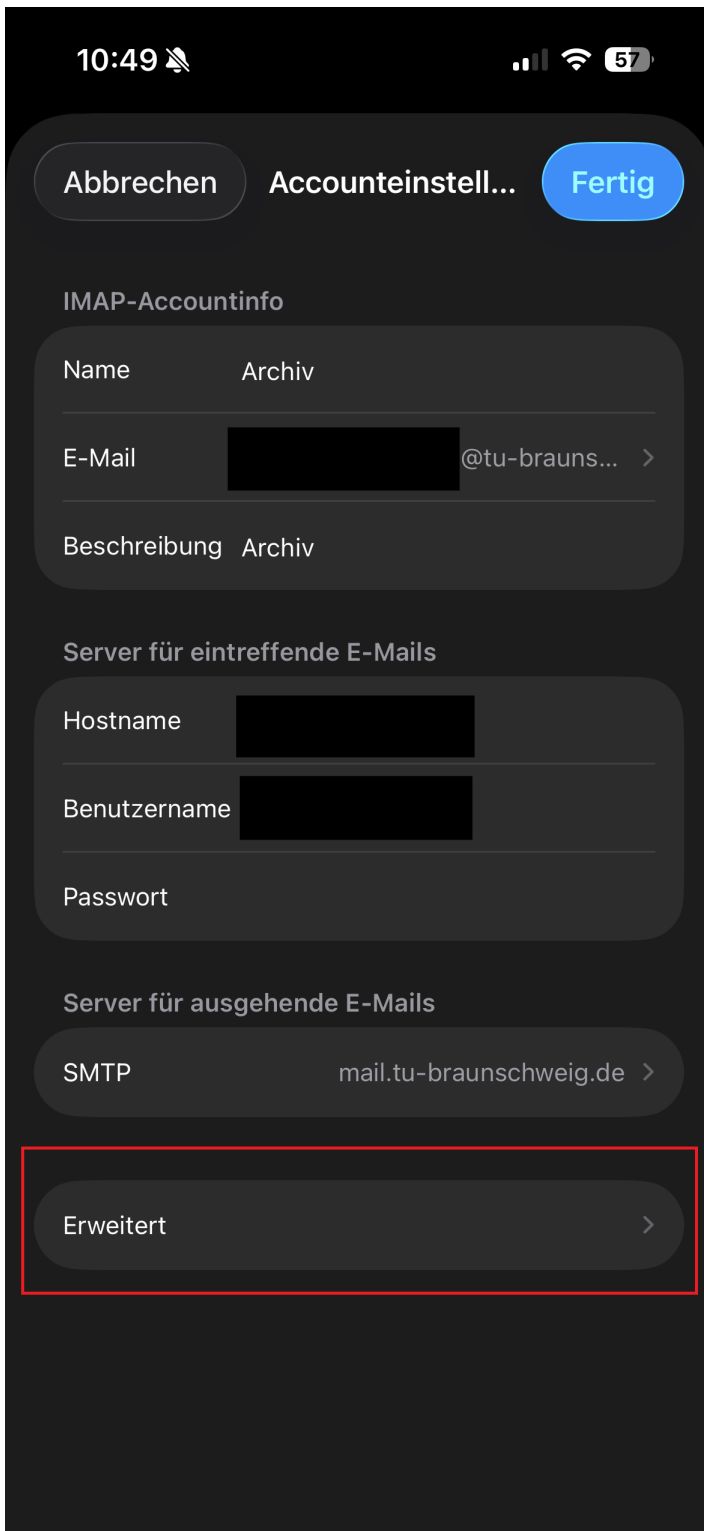 10:49
57
Abbrechen Accounteinstell... Fertig
IMAP-Accountinfo
Name Archiv
E-Mail @tu-brauns...
Beschreibung Archiv
Server für eintreffende E-Mails
Hostname
Benutzername
Passwort
Server für ausgehende E-Mails
SMTP mail.tu-braunschweig.de
Erweitert